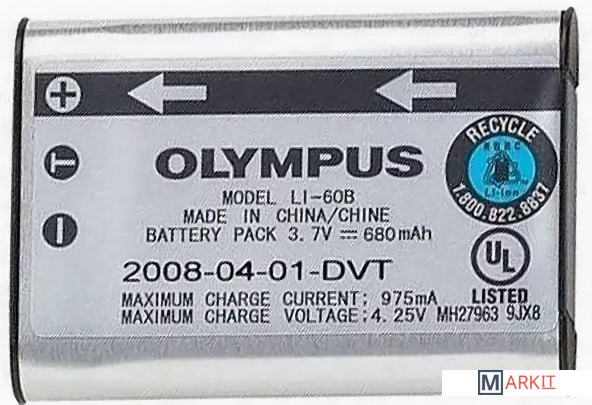 OLYMPUS
MODEL LI-60B
MADE IN CHINA/CHINE
BATTERY PACK 3.7V ⎓ 680mAh
2008-04-01-DVT
MAXIMUM CHARGE CURRENT; 975mA
MAXIMUM CHARGE VOLTAGE;4.25V
RECYCLE
RBRC
Li-ion
1.800.822.8837
UL
LISTED
MH27963 9JX8
+
T
−
MARKIT